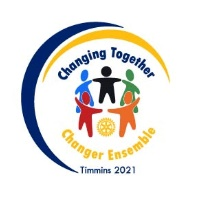 Changing Together
Changer Ensemble
Timmins 2021